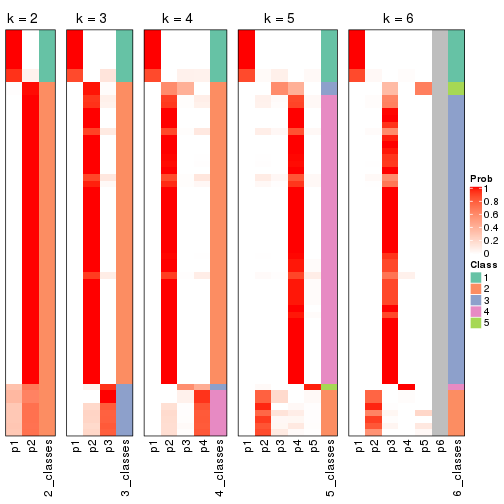 k = 2
k = 3
k = 4
k = 5
k = 6
p1
p2
2_classes
p1
p2
p3
3_classes
p1
p2
p3
p4
4_classes
p1
p2
p3
p4
p5
5_classes
p1
p2
p3
p4
p5
p6
6_classes
Prob
1
0.8
0.6
0.4
0.2
0
Class
1
2
3
4
5